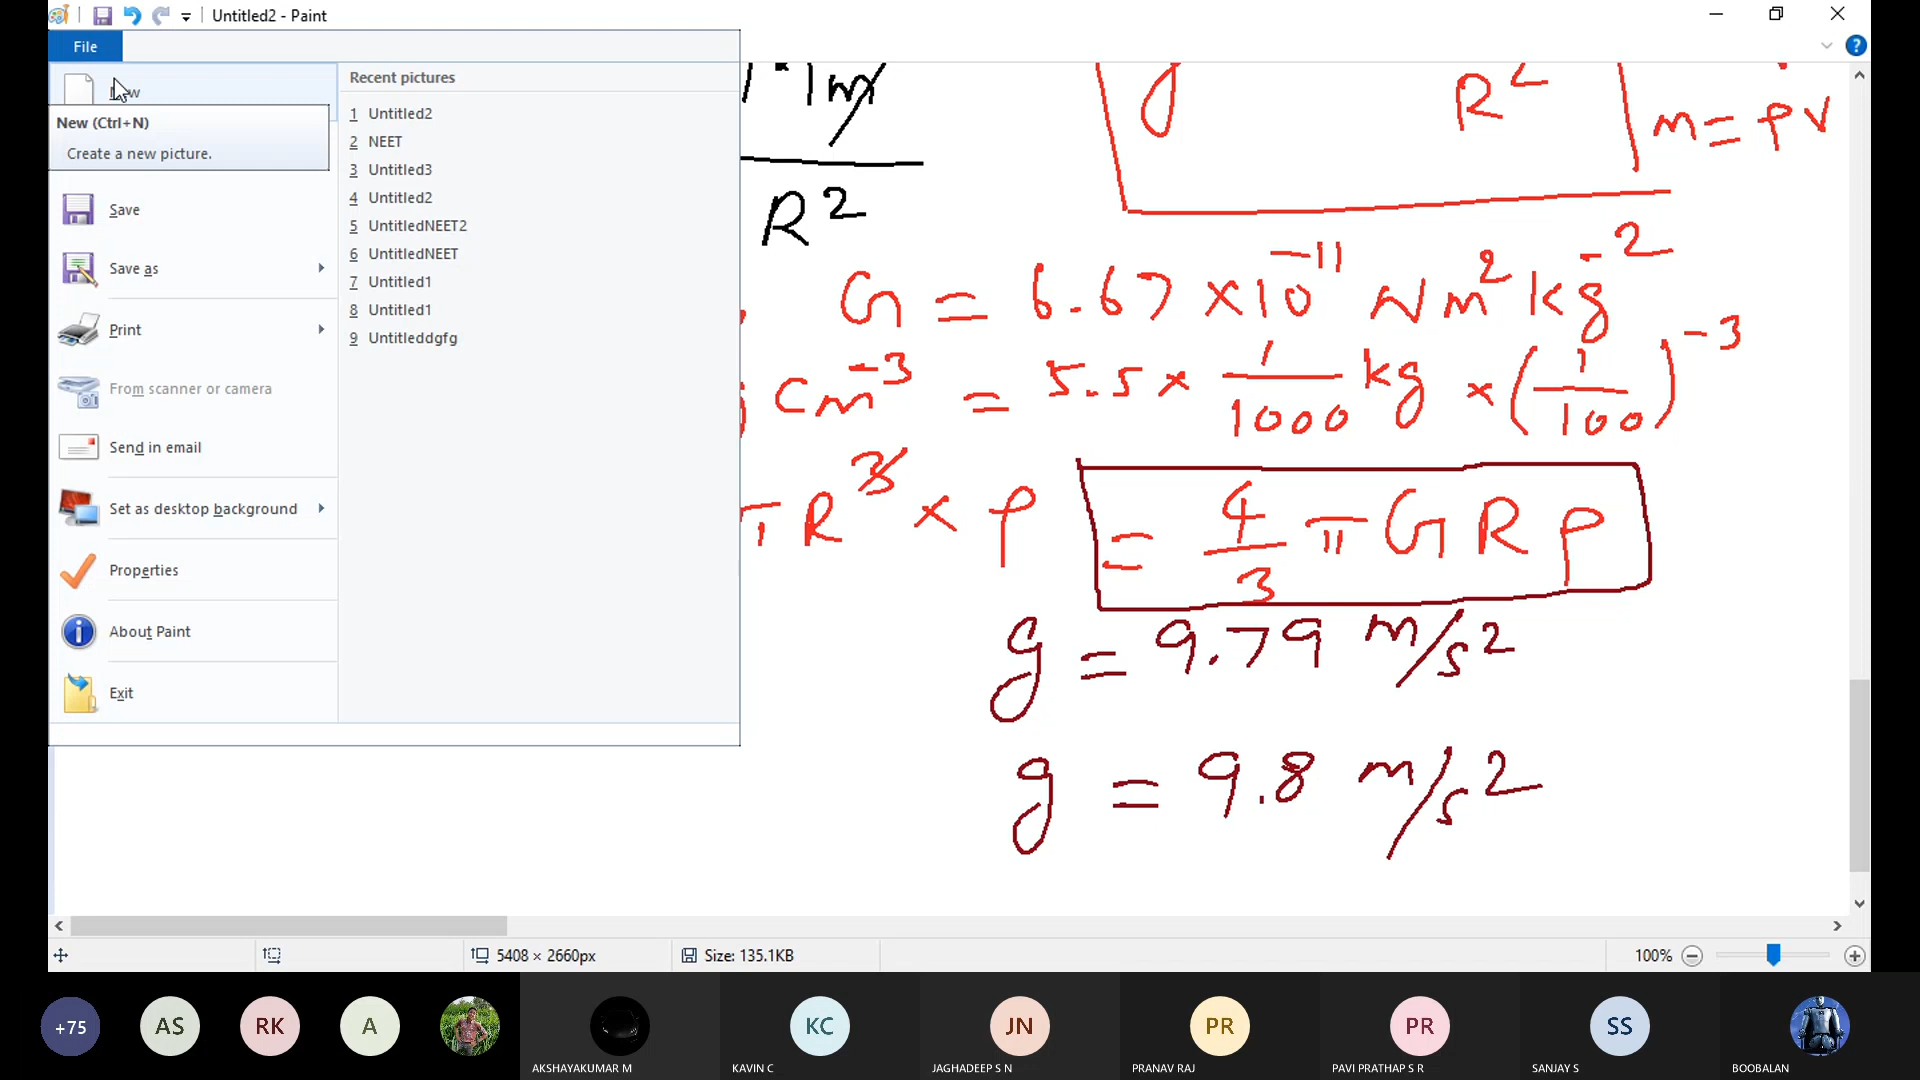 Untitled2 - Paint
File
New
New (Ctrl+N)
Create a new picture.
Save
Save as
Print
From scanner or camera
Send in email
Set as desktop background
Properties
About Paint
Exit
Recent pictures
1 Untitled2
2 NEET
3 Untitled3
4 Untitled2
5 UntitledNEET2
6 UntitledNEET
7 Untitled1
8 Untitled1
9 Untitleddgfg
R²
g
R²
m = ρV
G = 6.67 × 10⁻¹¹ Nm² kg⁻²
cm⁻³ = 5.5 × 1/1000 kg × (1/100)⁻³
πR³ × ρ = 4/3 π G R ρ
g = 9.79 m/s²
g = 9.8 m/s²
5408 × 2660px
Size: 135.1KB
100%
+75
AS
RK
A
KC
JN
PR
PR
SS
AKSHAYAKUMAR M
KAVIN C
JAGHADEEP S N
PRANAV RAJ
PAVI PRATHAP S R
SANJAY S
BOOBALAN